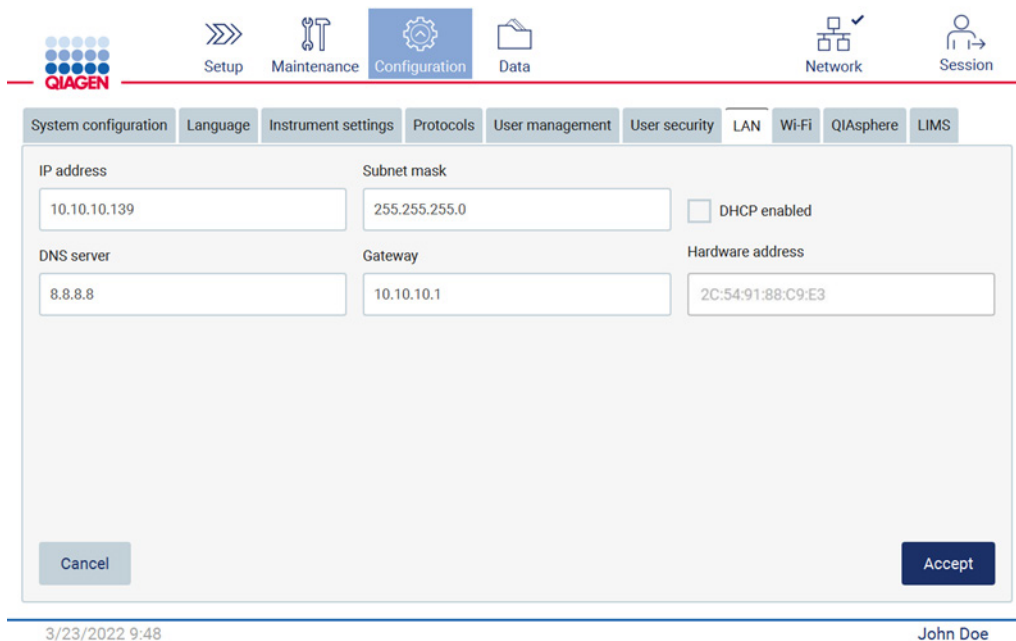 QIAGEN
Setup
Maintenance
Configuration
Data
Network
Session
System configuration Language Instrument settings Protocols User management User security LAN Wi-Fi QIAsphere LIMS
IP address Subnet mask
10.10.10.139 255.255.255.0 DHCP enabled
DNS server Gateway Hardware address
8.8.8.8 10.10.10.1 2C:54:91:88:C9:E3
Cancel Accept
3/23/2022 9:48 John Doe